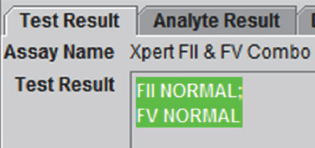 Test Result Analyte Result
Assay Name Xpert FII & FV Combo
Test Result FII NORMAL;
FV NORMAL